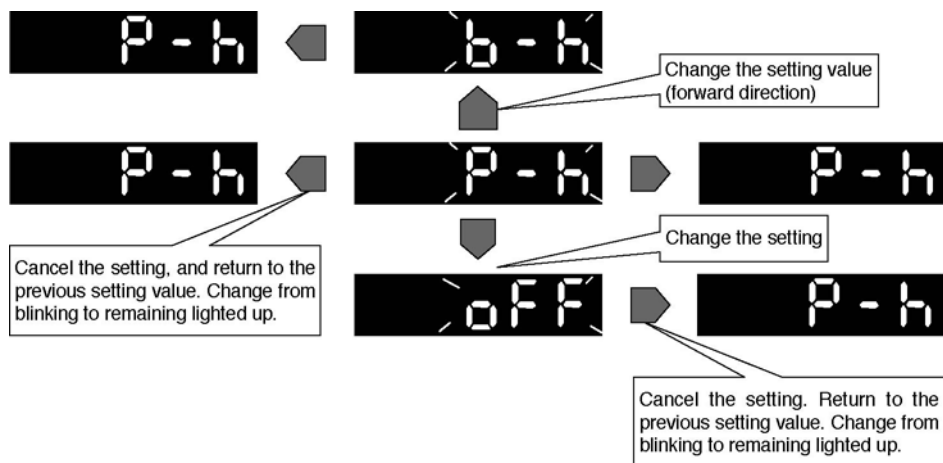 P-h
b-h
Change the setting value
(forward direction)
P-h
P-h
P-h
Change the setting
Cancel the setting, and return to the
previous setting value. Change from
blinking to remaining lighted up.
oFF
P-h
Cancel the setting. Return to the
previous setting value. Change from
blinking to remaining lighted up.